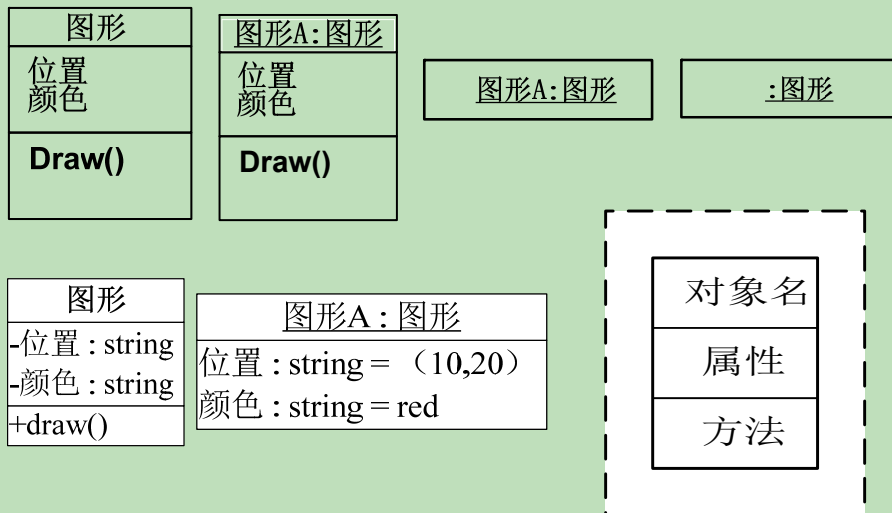 图形
位置
颜色
Draw()
图形A:图形
位置
颜色
Draw()
图形A:图形
:图形
图形
-位置 : string
-颜色 : string
+draw()
图形A : 图形
位置 : string = （10,20）
颜色 : string = red
对象名
属性
方法